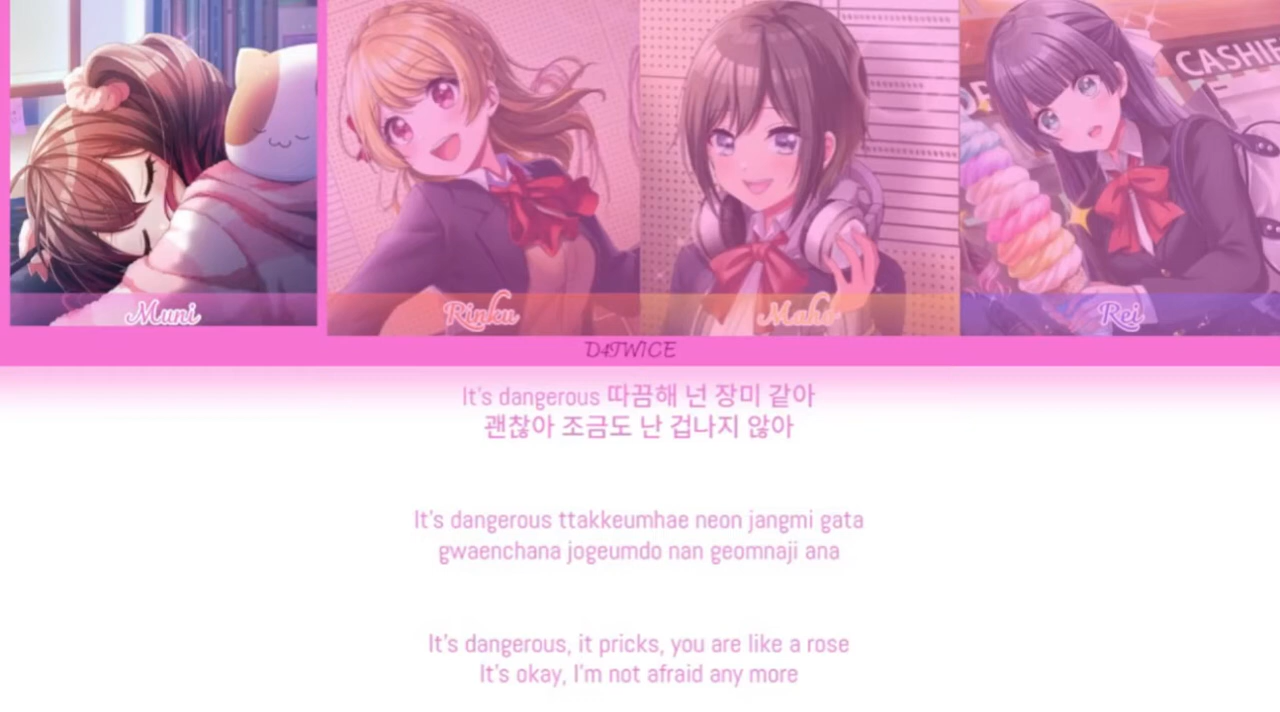 CASHIE
Muni
Rinku
Maho
Rei
D4TWICE
It's dangerous 따끔해 넌 장미 같아
괜찮아 조금도 난 겁나지 않아
It's dangerous ttakkeumhae neon jangmi gata
gwaenchana jogeumdo nan geomnaji ana
It's dangerous, it pricks, you are like a rose
It's okay, I'm not afraid any more